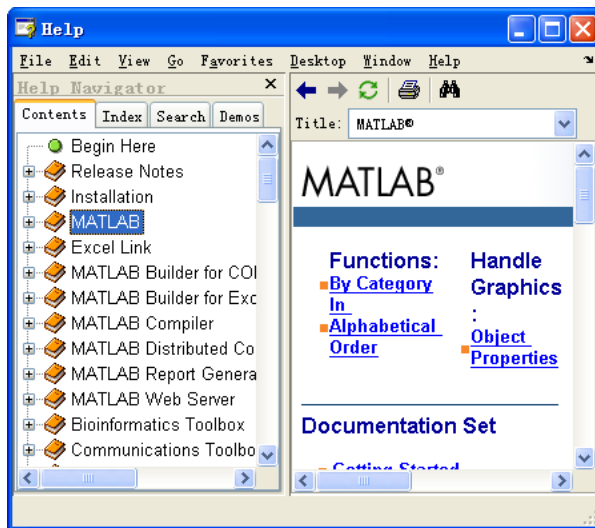 Help
File Edit View Go Favorites Desktop Window Help
Help Navigator
Contents Index Search Demos
Begin Here
Release Notes
Installation
MATLAB
Excel Link
MATLAB Builder for COM
MATLAB Builder for Exc
MATLAB Compiler
MATLAB Distributed Co
MATLAB Report Genera
MATLAB Web Server
Bioinformatics Toolbox
Communications Toolbo
Title: MATLAB®
MATLAB®
Functions:
By Category
In
Alphabetical
Order
Handle
Graphics
:
Object
Properties
Documentation Set
Getting Started